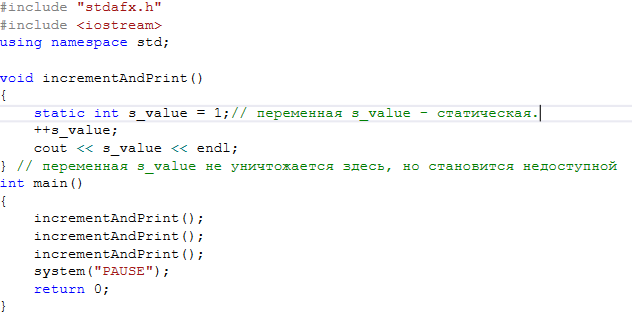 #include "stdafx.h"
#include <iostream>
using namespace std;
void incrementAndPrint()
{
static int s_value = 1;// переменная s_value - статическая.
++s_value;
cout << s_value << endl;
} // переменная s_value не уничтожается здесь, но становится недоступной
int main()
{
incrementAndPrint();
incrementAndPrint();
incrementAndPrint();
system("PAUSE");
return 0;
}